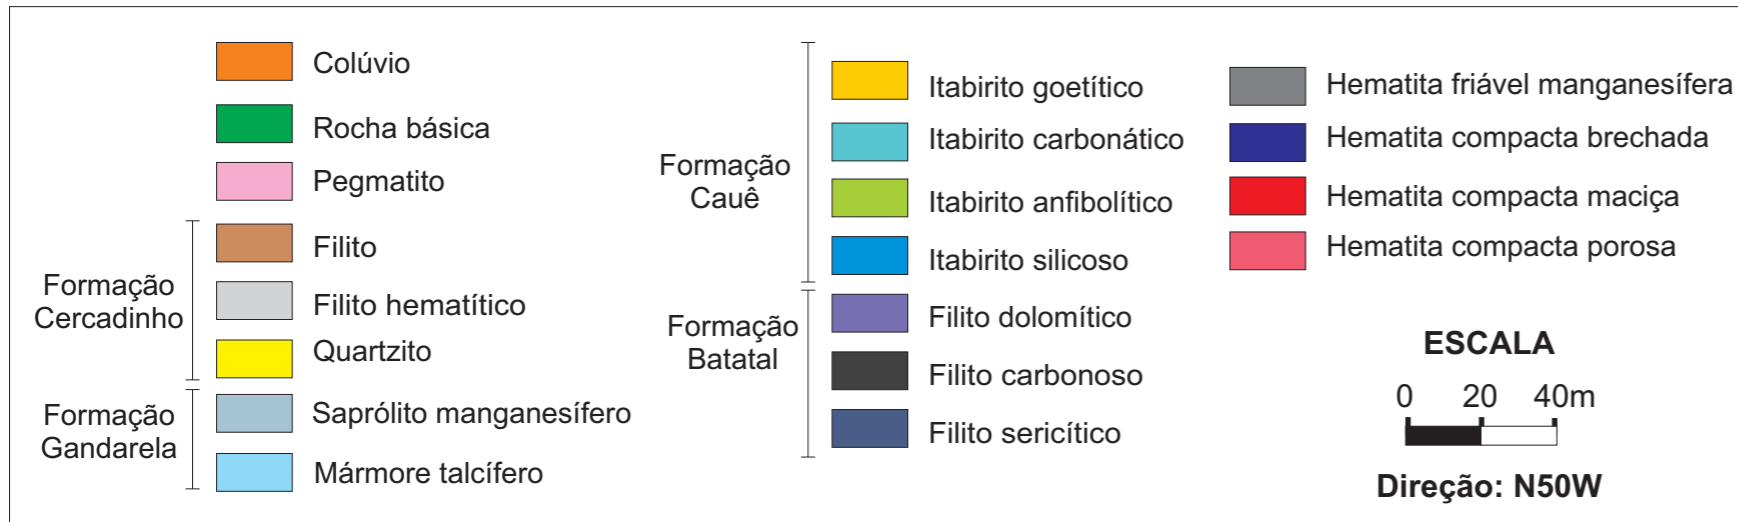 Colúvio
Rocha básica
Pegmatito
Formação
Cercadinho
Filito
Filito hematítico
Quartzito
Formação
Gandarela
Saprólito manganesífero
Mármore talcífero
Formação
Cauê
Itabirito goetítico
Itabirito carbonático
Itabirito anfibolítico
Itabirito silicoso
Formação
Batatal
Filito dolomítico
Filito carbonoso
Filito sericítico
Hematita friável manganesífera
Hematita compacta brechada
Hematita compacta maciça
Hematita compacta porosa
ESCALA
0 20 40m
Direção: N50W